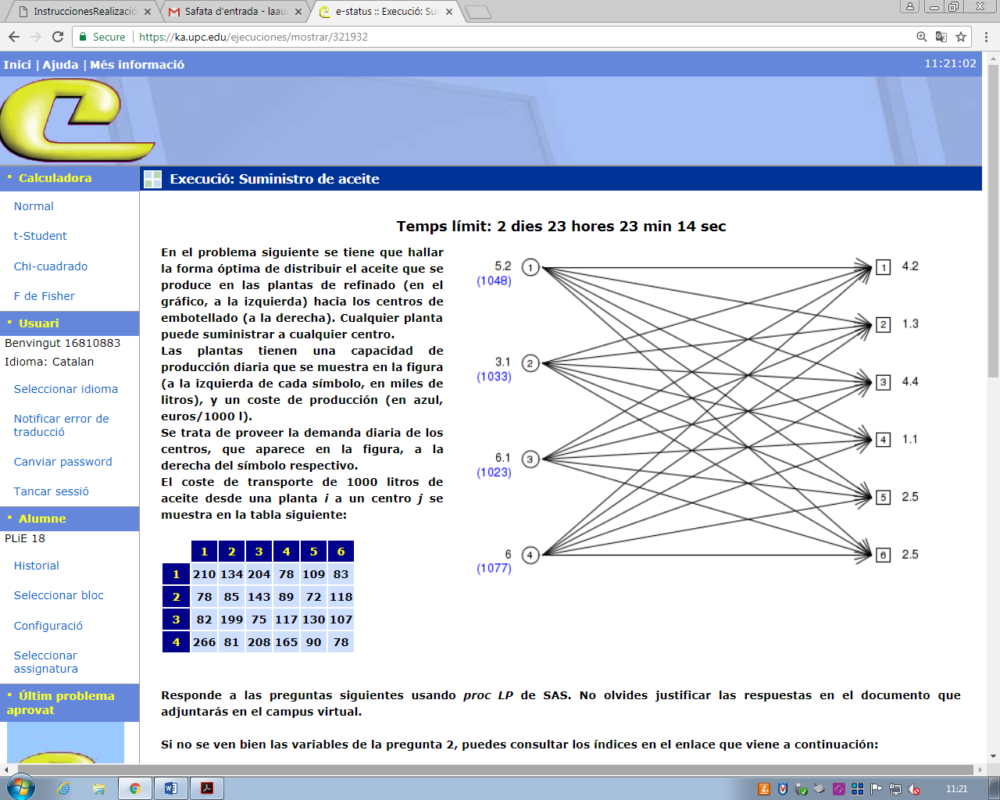 InstruccionesRealizació
Safata d'entrada - laau
e-status :: Execució: Su
Secure | https://ka.upc.edu/ejecuciones/mostrar/321932
Inici | Ajuda | Més informació
11:21:02
Calculadora
Normal
t-Student
Chi-cuadrado
F de Fisher
Usuari
Benvingut 16810883
Idioma: Catalan
Seleccionar idioma
Notificar error de
traducció
Canviar password
Tancar sessió
Alumne
PLiE 18
Historial
Seleccionar bloc
Configuració
Seleccionar
assignatura
Últim problema
aprovat
Execució: Suministro de aceite
Temps límit: 2 dies 23 hores 23 min 14 sec
En el problema siguiente se tiene que hallar
la forma óptima de distribuir el aceite que se
produce en las plantas de refinado (en el
gráfico, a la izquierda) hacia los centros de
embotellado (a la derecha). Cualquier planta
puede suministrar a cualquier centro.
Las plantas tienen una capacidad de
producción diaria que se muestra en la figura
(a la izquierda de cada símbolo, en miles de
litros), y un coste de producción (en azul,
euros/1000 l).
Se trata de proveer la demanda diaria de los
centros, que aparece en la figura, a la
derecha del símbolo respectivo.
El coste de transporte de 1000 litros de
aceite desde una planta i a un centro j se
muestra en la tabla siguiente:
5.2 1 1 4.2
(1048)
2 1.3
3.1 2
(1033)
3 4.4
4 1.1
6.1 3
(1023)
5 2.5
6 4 6 2.5
(1077)
1 2 3 4 5 6
1 210 134 204 78 109 83
2 78 85 143 89 72 118
3 82 199 75 117 130 107
4 266 81 208 165 90 78
Responde a las preguntas siguientes usando proc LP de SAS. No olvides justificar las respuestas en el documento que
adjuntarás en el campus virtual.
Si no se ven bien las variables de la pregunta 2, puedes consultar los índices en el enlace que viene a continuación:
11:21